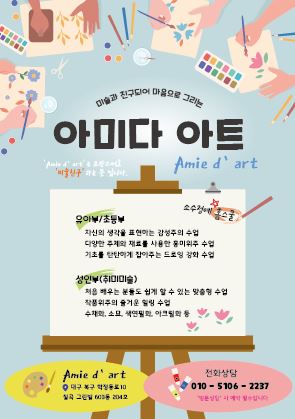 미술과 친구되어 마음으로 그리는
아미다 아트
Amie d' art
'Amie d' art'는 프랑스어로
'미술친구' 라는 뜻 입니다.
소수정예 홈스쿨
유아부/초등부
자신의 생각을 표현하는 감성주의 수업
다양한 주제와 재료를 사용한 흥미위주 수업
기초를 탄탄하게 잡아주는 드로잉 강화 수업
성인부(취미미술)
처음 배우는 분들도 쉽게 할 수 있는 맞춤형 수업
작품위주의 즐거운 힐링 수업
수채화, 소묘, 색연필화, 아크릴화 등
Amie d' art
대구 북구 학정동로10
칠곡 그린빌 603동 204호
전화상담
010 - 5106 - 2237
"방문상담" 시 예약 필수입니다